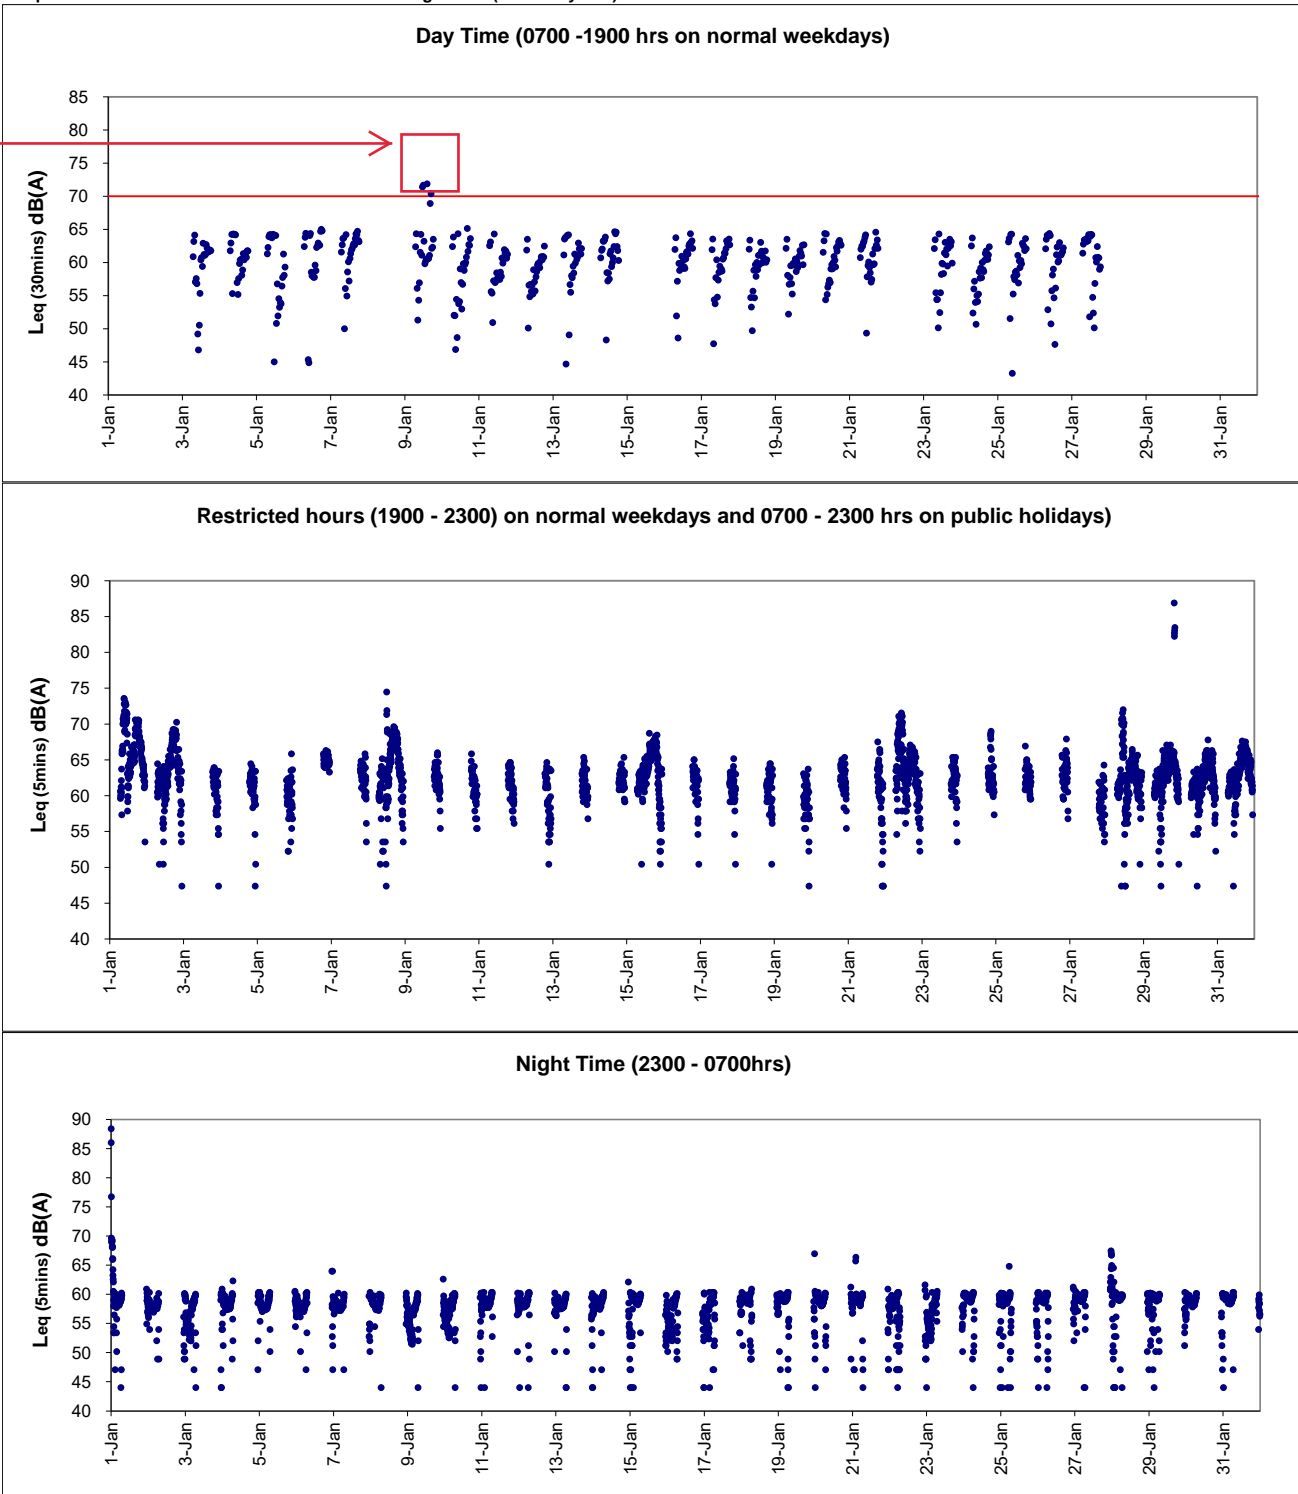 Day Time (0700 -1900 hrs on normal weekdays)
Leq (30mins) dB(A)
85
80
75
70
65
60
55
50
45
40
1-Jan
3-Jan
5-Jan
7-Jan
9-Jan
11-Jan
13-Jan
15-Jan
17-Jan
19-Jan
21-Jan
23-Jan
25-Jan
27-Jan
29-Jan
31-Jan
Restricted hours (1900 - 2300) on normal weekdays and 0700 - 2300 hrs on public holidays)
Leq (5mins) dB(A)
90
85
80
75
70
65
60
55
50
45
40
1-Jan
3-Jan
5-Jan
7-Jan
9-Jan
11-Jan
13-Jan
15-Jan
17-Jan
19-Jan
21-Jan
23-Jan
25-Jan
27-Jan
29-Jan
31-Jan
Night Time (2300 - 0700hrs)
Leq (5mins) dB(A)
90
85
80
75
70
65
60
55
50
45
40
1-Jan
3-Jan
5-Jan
7-Jan
9-Jan
11-Jan
13-Jan
15-Jan
17-Jan
19-Jan
21-Jan
23-Jan
25-Jan
27-Jan
29-Jan
31-Jan